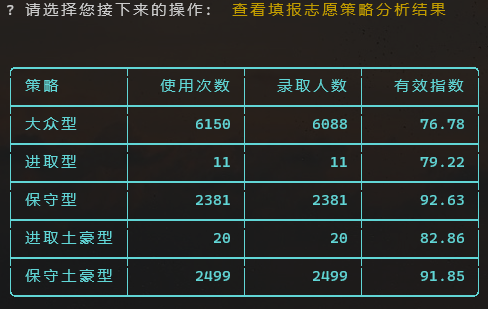 ? 请选择您接下来的操作： 查看填报志愿策略分析结果
策略 使用次数 录取人数 有效指数
大众型 6150 6088 76.78
进取型 11 11 79.22
保守型 2381 2381 92.63
进取土豪型 20 20 82.86
保守土豪型 2499 2499 91.85